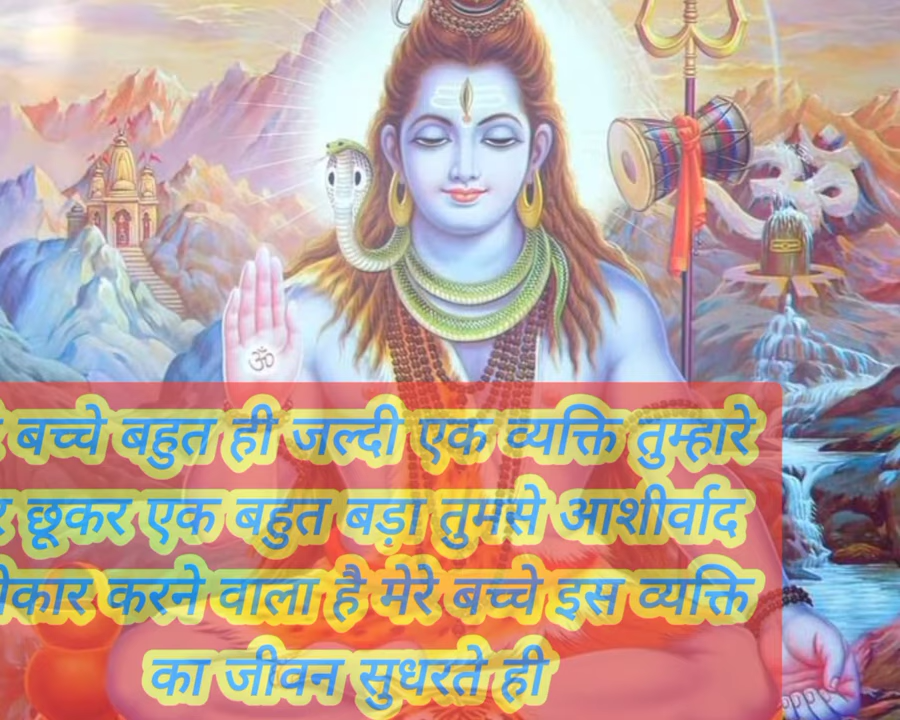 बच्चे बहुत ही जल्दी एक व्यक्ति तुम्हारे
छूकर एक बहुत बड़ा तुमसे आशीर्वाद
करने वाला है मेरे बच्चे इस व्यक्ति
का जीवन सुधरते ही